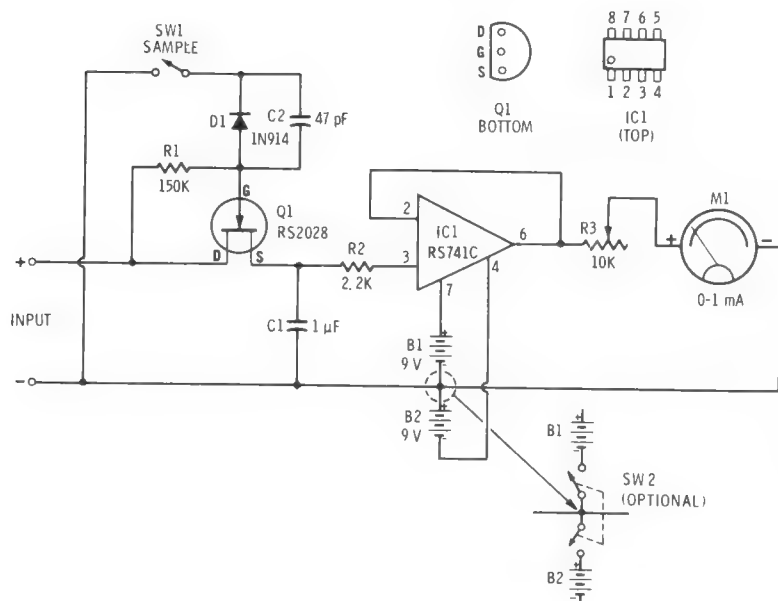 SW1
SAMPLE
D1
1N914
C2
47 pF
R1
150K
G
Q1
RS2028
D
S
+
INPUT
-
C1
1 µF
R2
2.2K
2
3
IC1
RS741C
6
7
4
R3
10K
M1
+
-
0-1 mA
+
B1
9 V
-
+
B2
9 V
-
D
G
S
Q1
BOTTOM
8 7 6 5
1 2 3 4
IC1
(TOP)
+
B1
-
SW2
(OPTIONAL)
+
B2
-